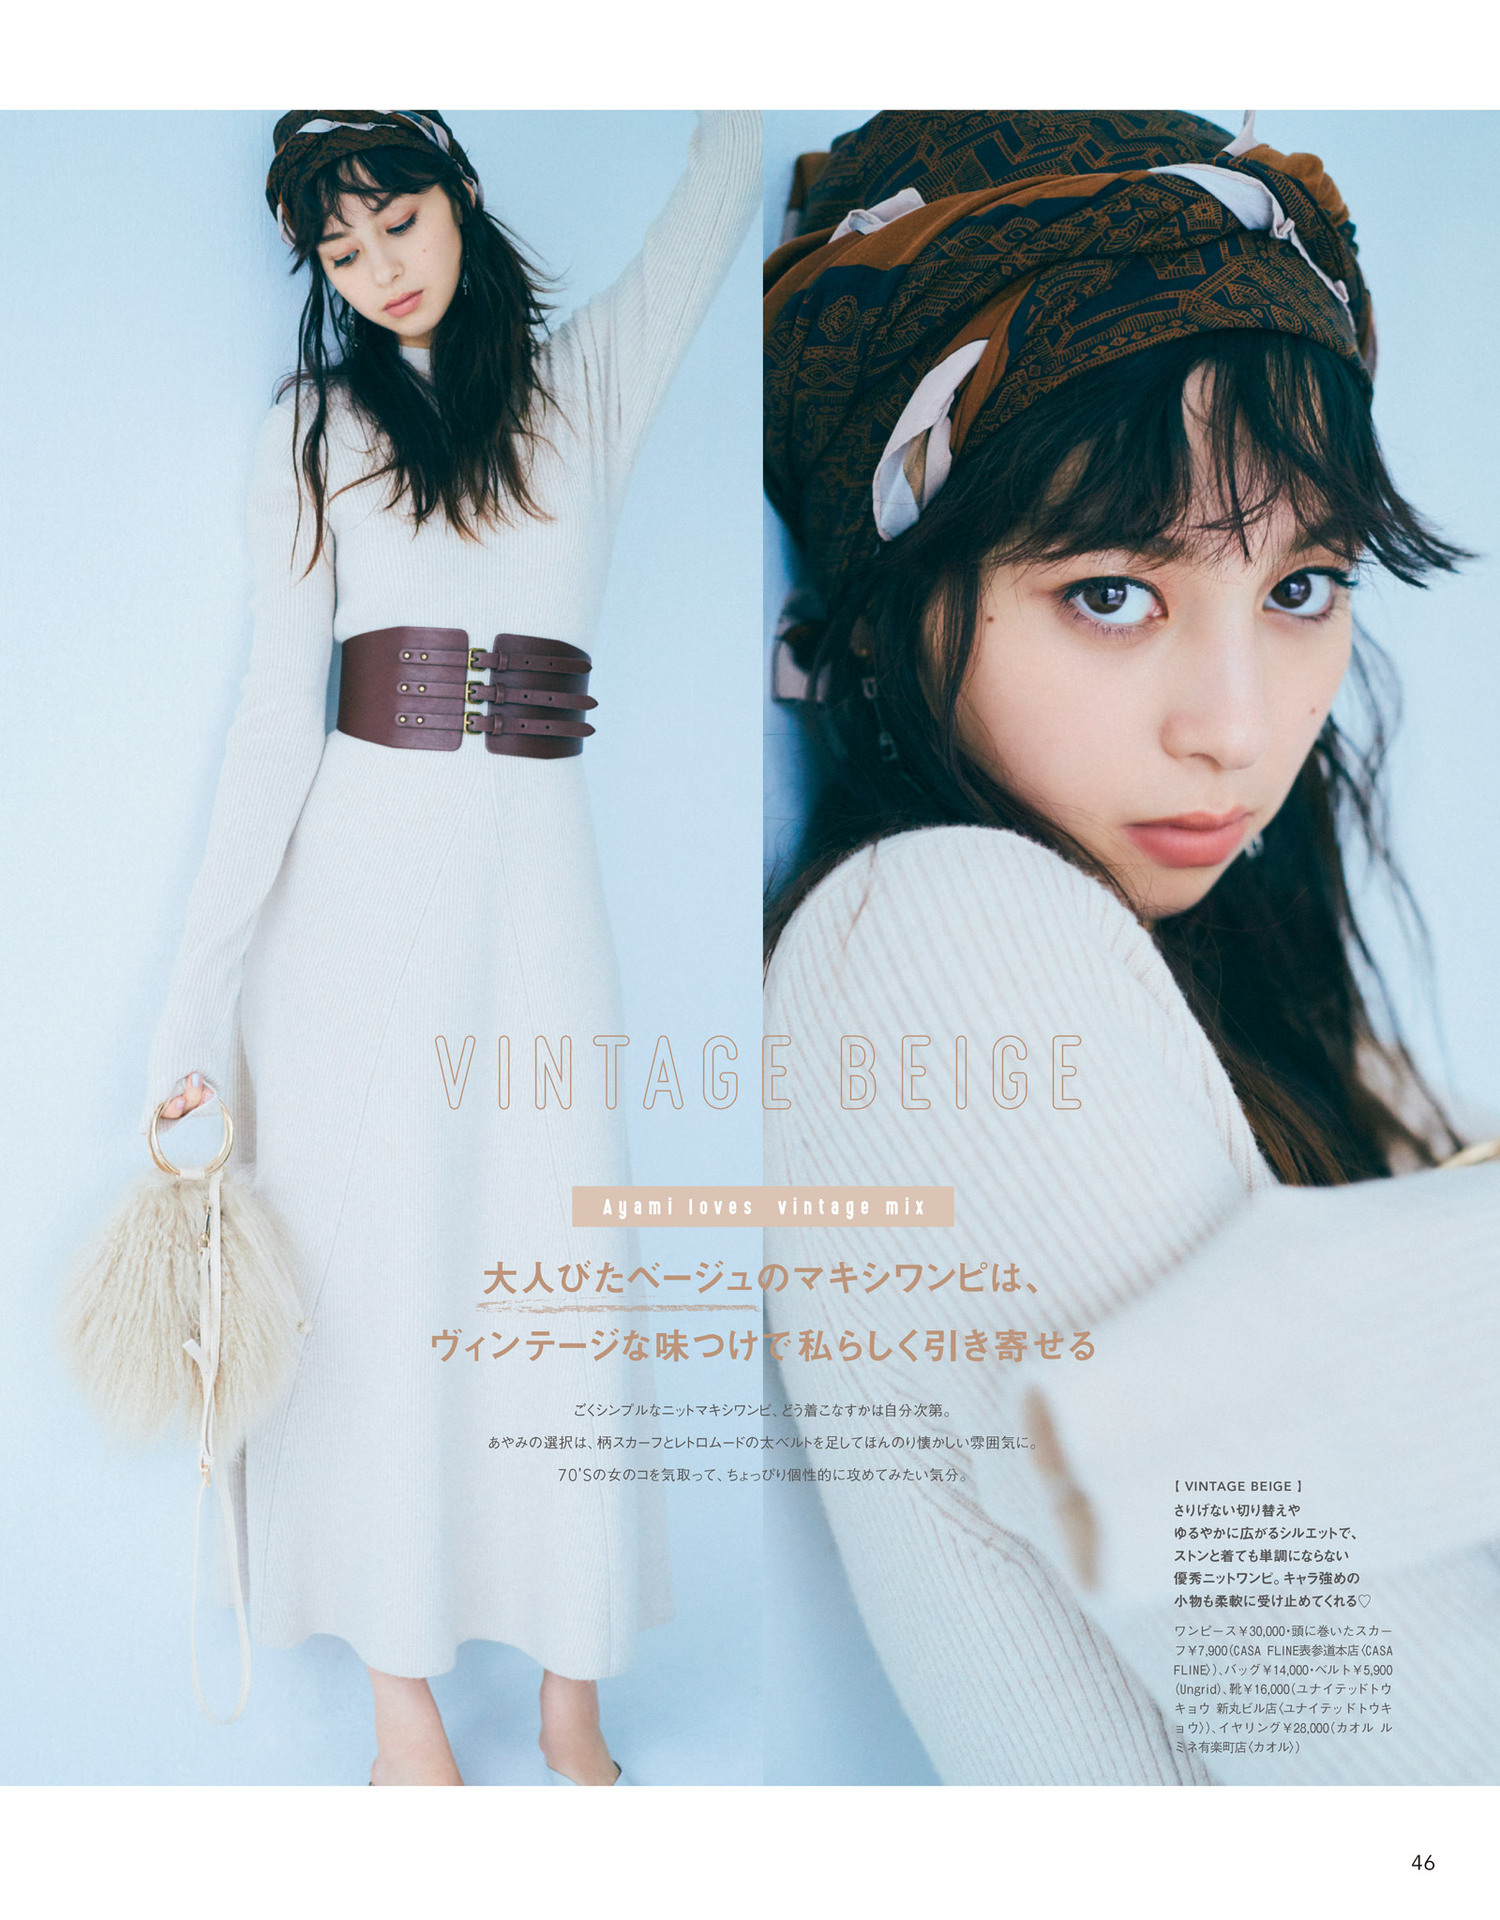 VINTAGE BEIGE
Ayami loves vintage mix
大人びたベージュのマキシワンピは、
ヴィンテージな味つけで私らしく引き寄せる
ごくシンプルなニットマキシワンピ、どう着こなすかは自分次第。
あやみの選択は、柄スカーフとレトロムードの太ベルトを足してほんのり懐かしい雰囲気に。
70'Sの女のコを気取って、ちょっぴり個性的に攻めてみたい気分。
【 VINTAGE BEIGE 】
さりげない切り替えや
ゆるやかに広がるシルエットで、
ストンと着ても単調にならない
優秀ニットワンピ。キャラ強めの
小物も柔軟に受け止めてくれる♡
ワンピース¥30,000・頭に巻いたスカー
フ¥7,900(CASA FLINE表参道本店〈CASA
FLINE〉)、バッグ¥14,000・ベルト¥5,900
(Ungrid)、靴¥16,000(ユナイテッドトウ
キョウ 新丸ビル店〈ユナイテッドトウキ
ョウ〉)、イヤリング¥28,000(カオル ル
ミネ有楽町店〈カオル〉)
46